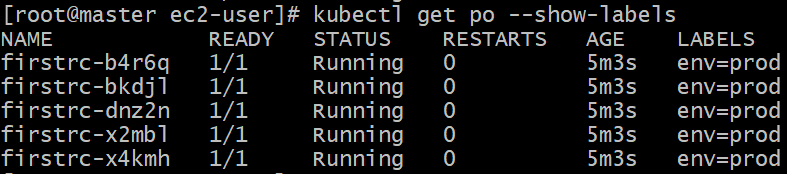 [root@master ec2-user]# kubectl get po --show-labels
NAME READY STATUS RESTARTS AGE LABELS
firstrc-b4r6q 1/1 Running 0 5m3s env=prod
firstrc-bkdjl 1/1 Running 0 5m3s env=prod
firstrc-dnz2n 1/1 Running 0 5m3s env=prod
firstrc-x2mbl 1/1 Running 0 5m3s env=prod
firstrc-x4kmh 1/1 Running 0 5m3s env=prod